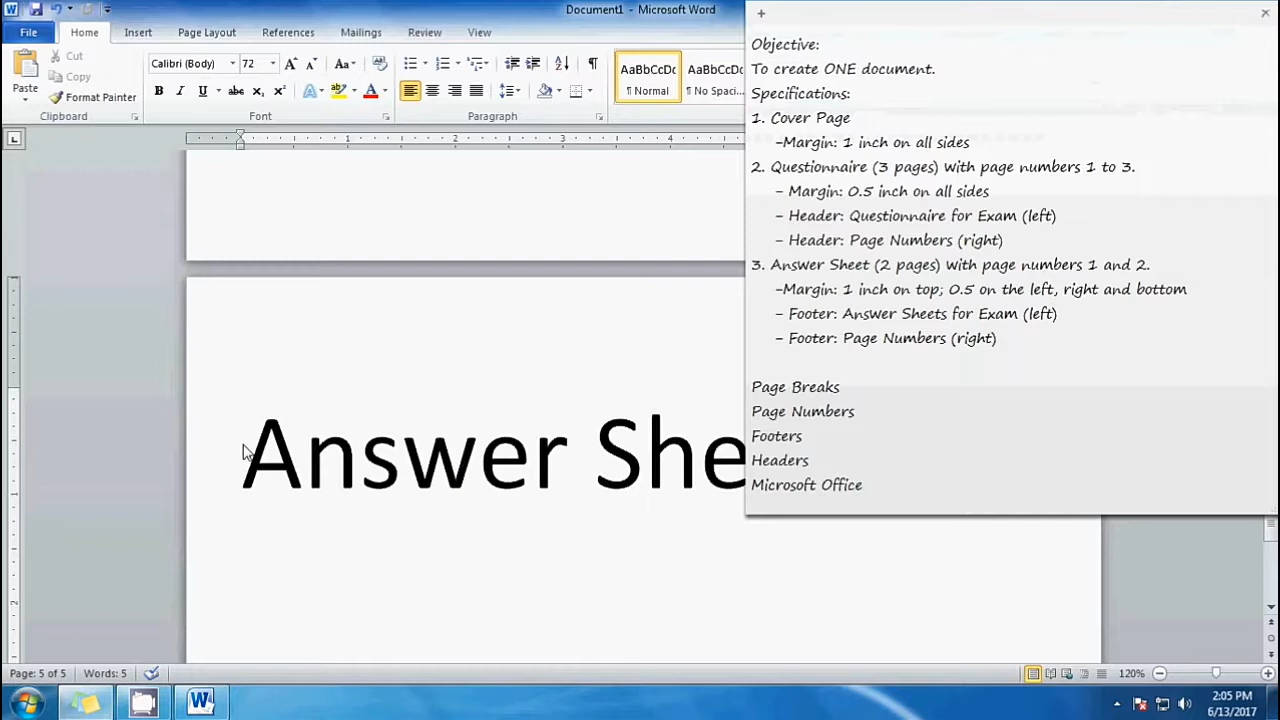 Document1 - Microsoft Word
File Home Insert Page Layout References Mailings Review View
Cut
Copy
Format Painter
Paste
Clipboard
Calibri (Body) 72
Font
Paragraph
AaBbCcDc
¶ Normal
AaBbCcDc
¶ No Spaci...
1 2 3 4
1
2
Answer She
+
×
Objective:
To create ONE document.
Specifications:
1. Cover Page
-Margin: 1 inch on all sides
2. Questionnaire (3 pages) With page numbers 1 to 3.
- Margin: 0.5 inch on all sides
- Header: Questionnaire for Exam (left)
- Header: Page Numbers (right)
3. Answer Sheet (2 pages) With page numbers 1 and 2.
-Margin: 1 inch on top; 0.5 on the left, right and bottom
- Footer: Answer Sheets for Exam (left)
- Footer: Page Numbers (right)
Page Breaks
Page Numbers
Footers
Headers
Microsoft Office
Page: 5 of 5 Words: 5
120%
2:05 PM
6/13/2017